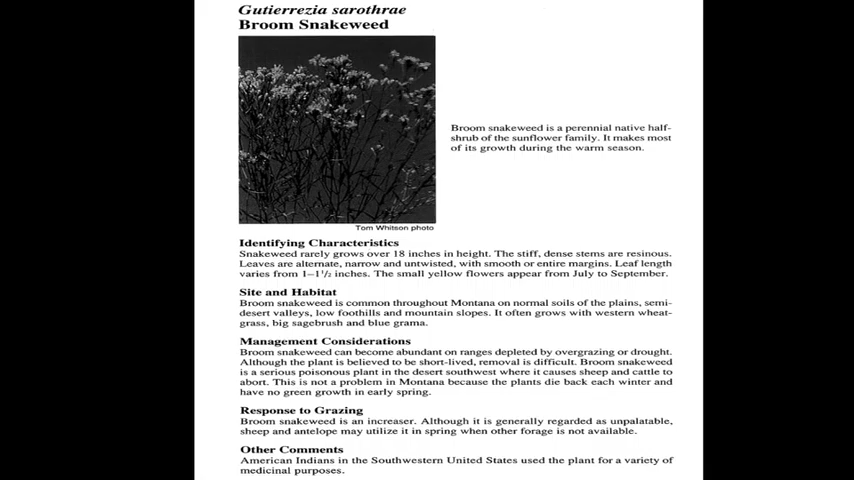 Gutierrezia sarothrae
Broom Snakeweed
Broom snakeweed is a perennial native half-
shrub of the sunflower family. It makes most
of its growth during the warm season.
Tom Whitson photo
Identifying Characteristics
Snakeweed rarely grows over 18 inches in height. The stiff, dense stems are resinous.
Leaves are alternate, narrow and untwisted, with smooth or entire margins. Leaf length
varies from 1–1½ inches. The small yellow flowers appear from July to September.
Site and Habitat
Broom snakeweed is common throughout Montana on normal soils of the plains, semi-
desert valleys, low foothills and mountain slopes. It often grows with western wheat-
grass, big sagebrush and blue grama.
Management Considerations
Broom snakeweed can become abundant on ranges depleted by overgrazing or drought.
Although the plant is believed to be short-lived, removal is difficult. Broom snakeweed
is a serious poisonous plant in the desert southwest where it causes sheep and cattle to
abort. This is not a problem in Montana because the plants die back each winter and
have no green growth in early spring.
Response to Grazing
Broom snakeweed is an increaser. Although it is generally regarded as unpalatable,
sheep and antelope may utilize it in spring when other forage is not available.
Other Comments
American Indians in the Southwestern United States used the plant for a variety of
medicinal purposes.